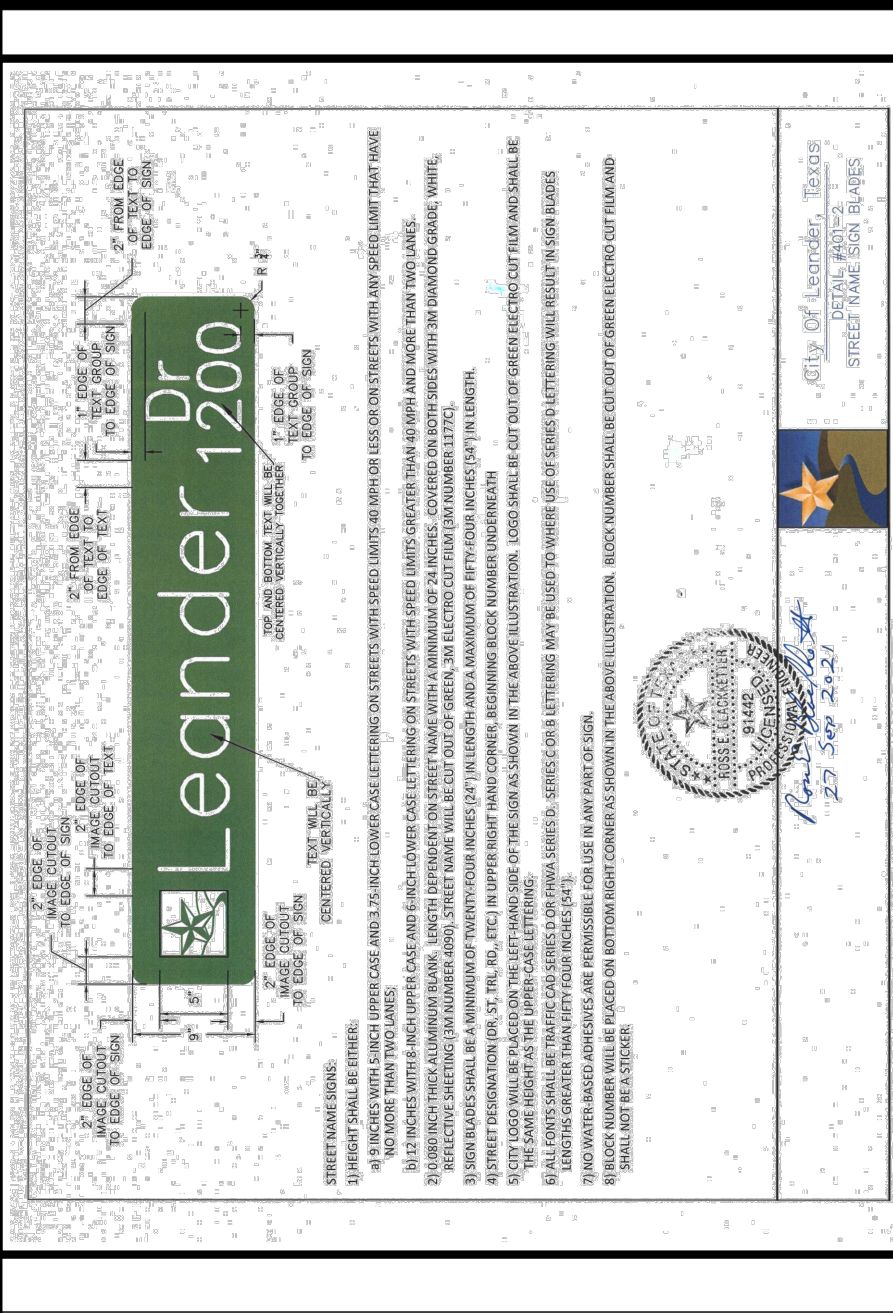 2" EDGE OF
IMAGE CUTOUT
TO EDGE OF SIGN
2" EDGE OF
IMAGE CUTOUT
TO EDGE OF SIGN
2" EDGE OF
IMAGE CUTOUT
TO EDGE OF TEXT
2" FROM EDGE
OF TEXT TO
EDGE OF TEXT
1" EDGE OF
TEXT GROUP
TO EDGE OF SIGN
2" FROM EDGE
OF TEXT TO
EDGE OF SIGN
9"
5"
Leander
Dr
1200
2" EDGE OF
IMAGE CUTOUT
TO EDGE OF SIGN
TEXT WILL BE
CENTERED VERTICALLY
TOP AND BOTTOM TEXT WILL BE
CENTERED VERTICALLY TOGETHER
1" EDGE OF
TEXT GROUP
TO EDGE OF SIGN
STREET NAME SIGNS:
1) HEIGHT SHALL BE EITHER:
a) 9 INCHES WITH 5-INCH UPPER CASE AND 3.75-INCH LOWER CASE LETTERING ON STREETS WITH SPEED LIMITS 40 MPH OR LESS OR ON STREETS WITH ANY SPEED LIMIT THAT HAVE
NO MORE THAN TWO LANES.
b) 12 INCHES WITH 8-INCH UPPER CASE AND 6-INCH LOWER CASE LETTERING ON STREETS WITH SPEED LIMITS GREATER THAN 40 MPH AND MORE THAN TWO LANES.
2) 0.080 INCH THICK ALUMINUM BLANK. LENGTH DEPENDENT ON STREET NAME WITH A MINIMUM OF 24 INCHES. COVERED ON BOTH SIDES WITH 3M DIAMOND GRADE, WHITE,
REFLECTIVE SHEETING (3M NUMBER 4090). STREET NAME WILL BE CUT OUT OF GREEN, 3M ELECTRO CUT FILM (3M NUMBER 1177C).
3) SIGN BLADES SHALL BE A MINIMUM OF TWENTY-FOUR INCHES (24") IN LENGTH AND A MAXIMUM OF FIFTY-FOUR INCHES (54") IN LENGTH.
4) STREET DESIGNATION (DR, ST, TRL, RD, ETC.) IN UPPER RIGHT HAND CORNER, BEGINNING BLOCK NUMBER UNDERNEATH
5) CITY LOGO WILL BE PLACED ON THE LEFT-HAND SIDE OF THE SIGN AS SHOWN IN THE ABOVE ILLUSTRATION. LOGO SHALL BE CUT OUT OF GREEN ELECTRO CUT FILM AND SHALL BE
THE SAME HEIGHT AS THE UPPER-CASE LETTERING.
6) ALL FONTS SHALL BE TRAFFIC CAD SERIES D OR FHWA SERIES D. SERIES C OR B LETTERING MAY BE USED TO WHERE USE OF SERIES D LETTERING WILL RESULT IN SIGN BLADES
LENGTHS GREATER THAN FIFTY FOUR INCHES (54").
7) NO WATER-BASED ADHESIVES ARE PERMISSIBLE FOR USE IN ANY PART OF SIGN.
8) BLOCK NUMBER WILL BE PLACED ON BOTTOM RIGHT CORNER AS SHOWN IN THE ABOVE ILLUSTRATION. BLOCK NUMBER SHALL BE CUT OUT OF GREEN ELECTRO CUT FILM AND
SHALL NOT BE A STICKER.
STATE OF TEXAS
ROSS E. BLACKKETTER
91442
LICENSED
PROFESSIONAL ENGINEER
27 Sep 2021
City Of Leander, Texas
DETAIL #401-2
STREET NAME SIGN BLADES